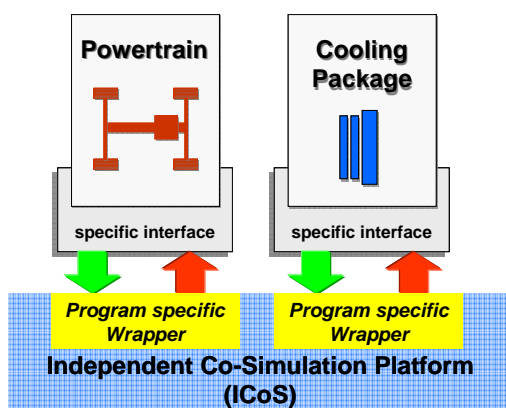 Powertrain
Cooling
Package
specific interface
specific interface
Program specific
Wrapper
Program specific
Wrapper
Independent Co-Simulation Platform
(ICoS)